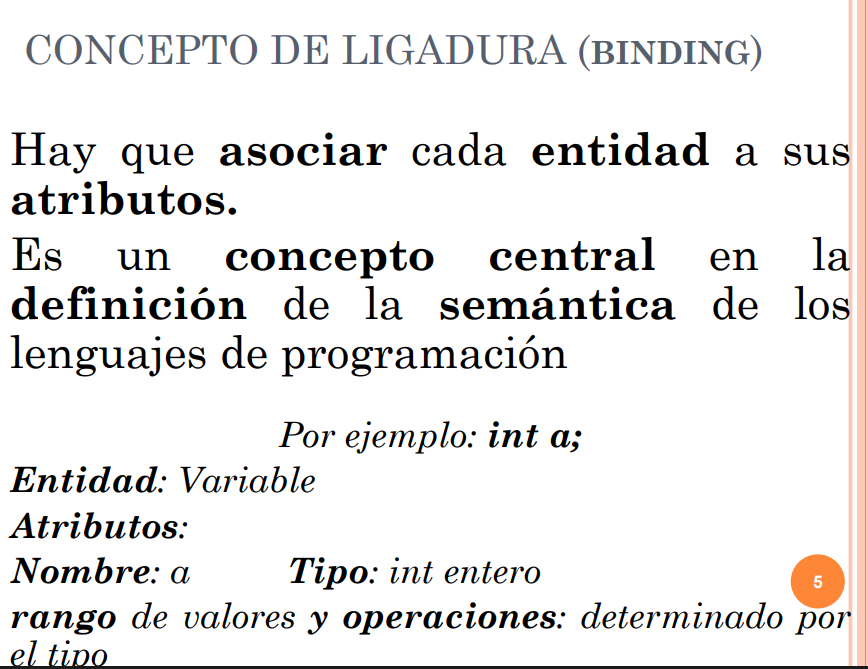 CONCEPTO DE LIGADURA (BINDING)
Hay que asociar cada entidad a sus
atributos.
Es un concepto central en la
definición de la semántica de los
lenguajes de programación
Por ejemplo: int a;
Entidad: Variable
Atributos:
Nombre: a Tipo: int entero
5
rango de valores y operaciones: determinado por
el tipo